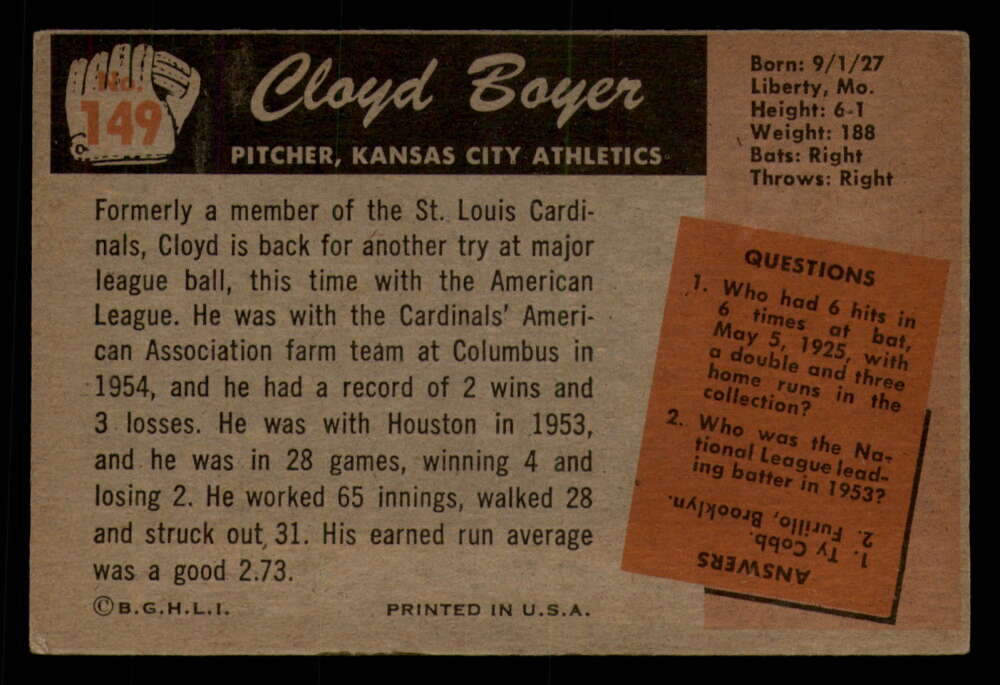 No.
149
Cloyd Boyer
PITCHER, KANSAS CITY ATHLETICS
Born: 9/1/27
Liberty, Mo.
Height: 6-1
Weight: 188
Bats: Right
Throws: Right
Formerly a member of the St. Louis Cardi-
nals, Cloyd is back for another try at major
league ball, this time with the American
League. He was with the Cardinals' Ameri-
can Association farm team at Columbus in
1954, and he had a record of 2 wins and
3 losses. He was with Houston in 1953,
and he was in 28 games, winning 4 and
losing 2. He worked 65 innings, walked 28
and struck out 31. His earned run average
was a good 2.73.
©B.G.H.L.I.
PRINTED IN U.S.A.
QUESTIONS
1. Who had 6 hits in
6 times at bat,
May 5, 1925, with
a double and three
home runs in the
collection?
2. Who was the Na-
tional League lead-
ing batter in 1953?
ANSWERS
1. Ty Cobb.
2. Furillo, Brooklyn.